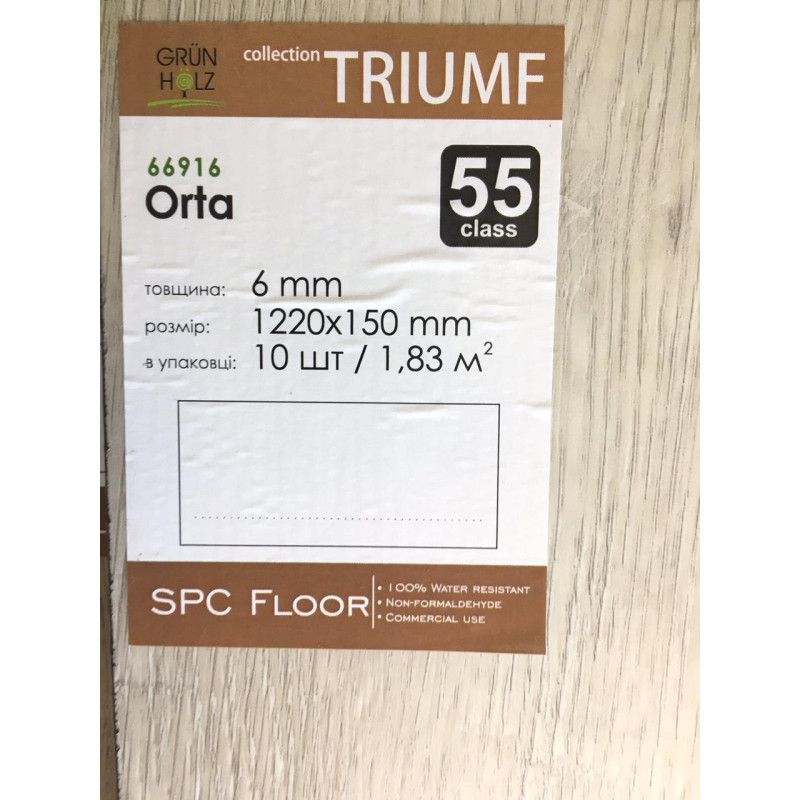 GRÜN
HÖLZ
collection TRIUMF
66916
Orta
55
class
товщина: 6 mm
розмір: 1220x150 mm
в упаковці: 10 шт / 1,83 м²
SPC FLOOR
• 100% WATER RESISTANT
• NON-FORMALDEHYDE
• COMMERCIAL USE